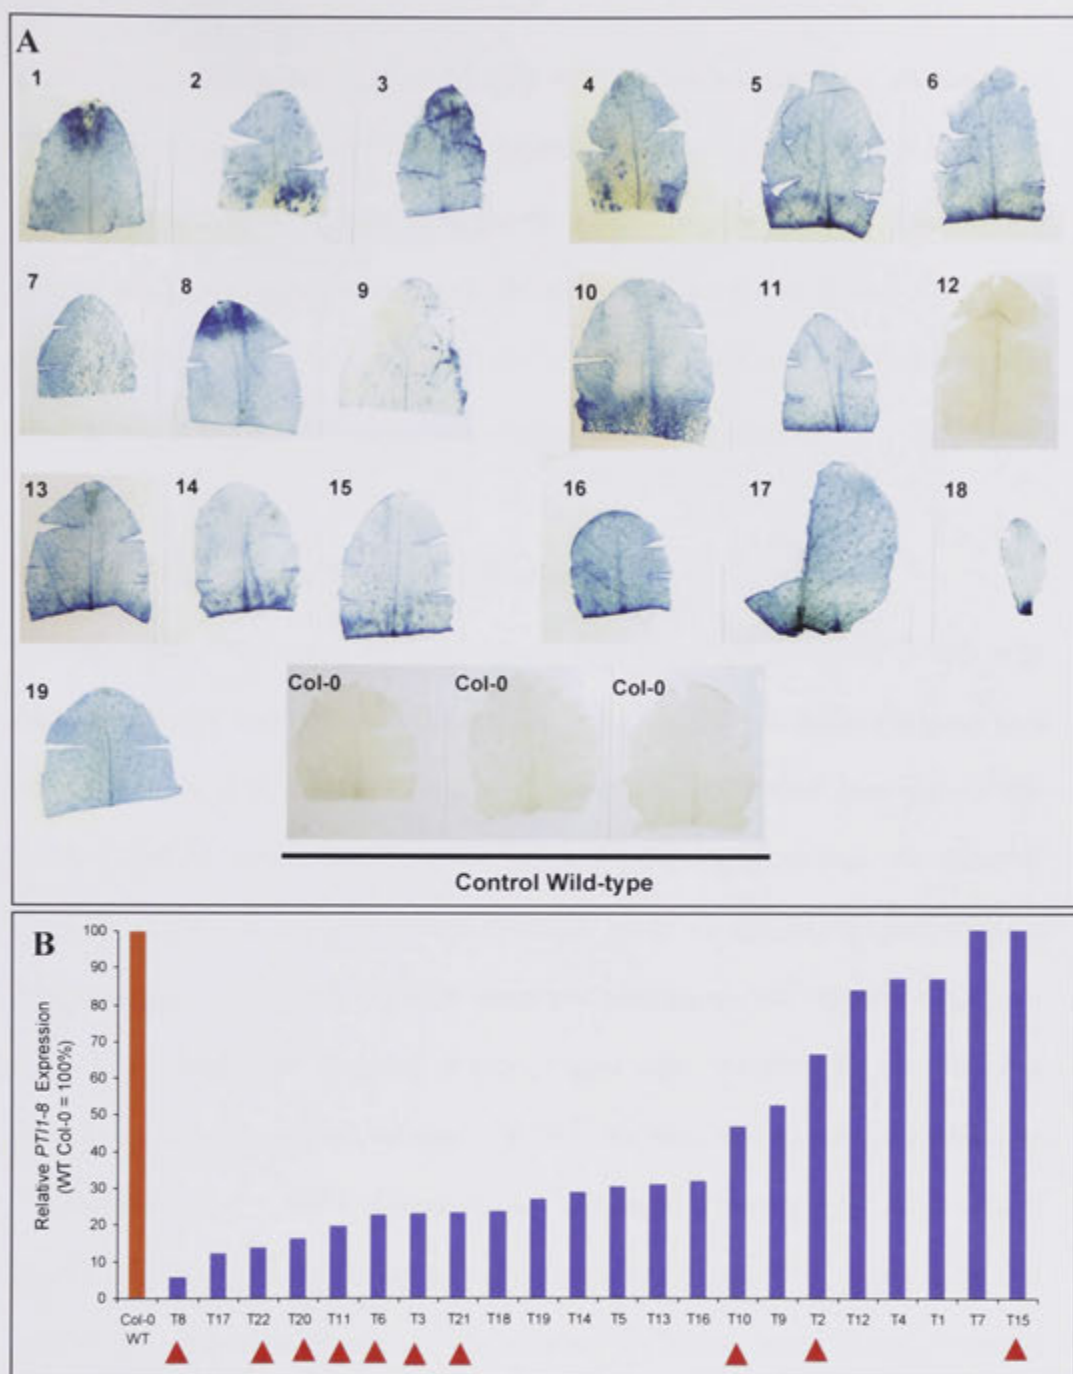 A
1 2 3 4 5 6
7 8 9 10 11 12
13 14 15 16 17 18
19 Col-0 Col-0 Col-0
Control Wild-type
B
Relative PTI1-8 Expression
(WT Col-0 = 100%)
100
90
80
70
60
50
40
30
20
10
0
Col-0 T8 T17 T22 T20 T11 T6 T3 T21 T18 T19 T14 T5 T13 T16 T10 T9 T2 T12 T4 T1 T7 T15
WT